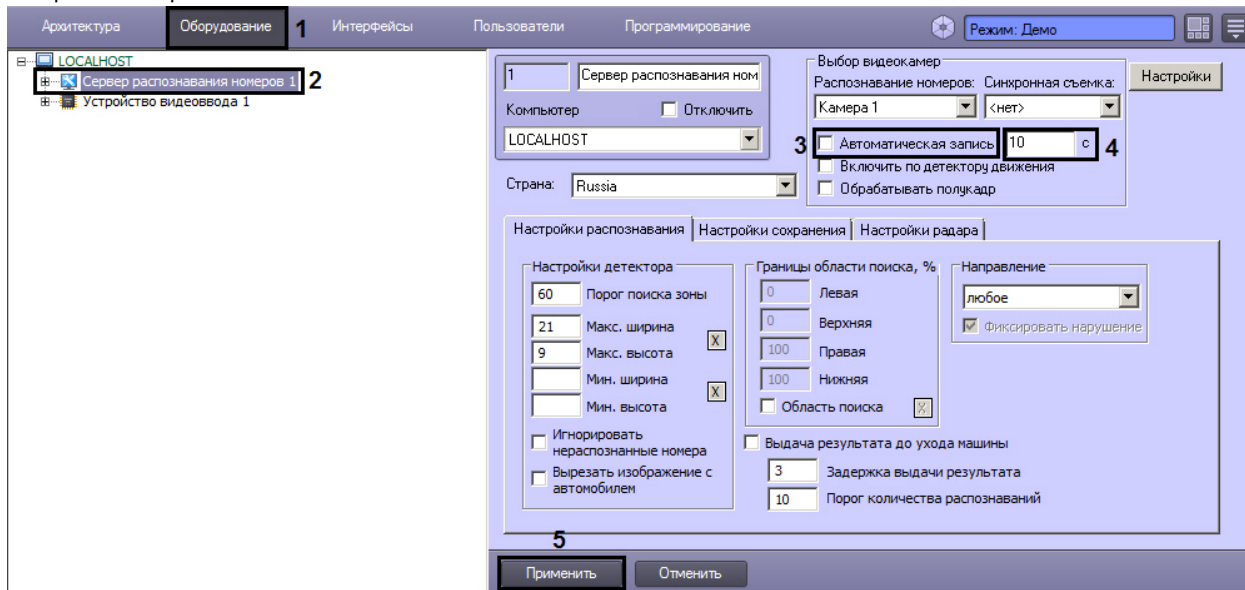 Архитектура Оборудование 1 Интерфейсы Пользователи Программирование Режим: Демо
LOCALHOST
Сервер распознавания номеров 1 2
Устройство видеоввода 1
1 Сервер распознавания ном
Компьютер Отключить
LOCALHOST
Страна: Russia
Выбор видеокамер
Распознавание номеров: Синхронная съемка:
Камера 1 <нет>
3 Автоматическая запись 10 с 4
Включить по детектору движения
Обрабатывать полукадр
Настройки
Настройки распознавания Настройки сохранения Настройки радара
Настройки детектора
60 Порог поиска зоны
21 Макс. ширина
9 Макс. высота
X
Мин. ширина
Мин. высота
X
Игнорировать
нераспознанные номера
Вырезать изображение с
автомобилем
Границы области поиска, %
0 Левая
0 Верхняя
100 Правая
100 Нижняя
Область поиска X
Направление
любое
Фиксировать нарушение
Выдача результата до ухода машины
3 Задержка выдачи результата
10 Порог количества распознаваний
5
Применить Отменить